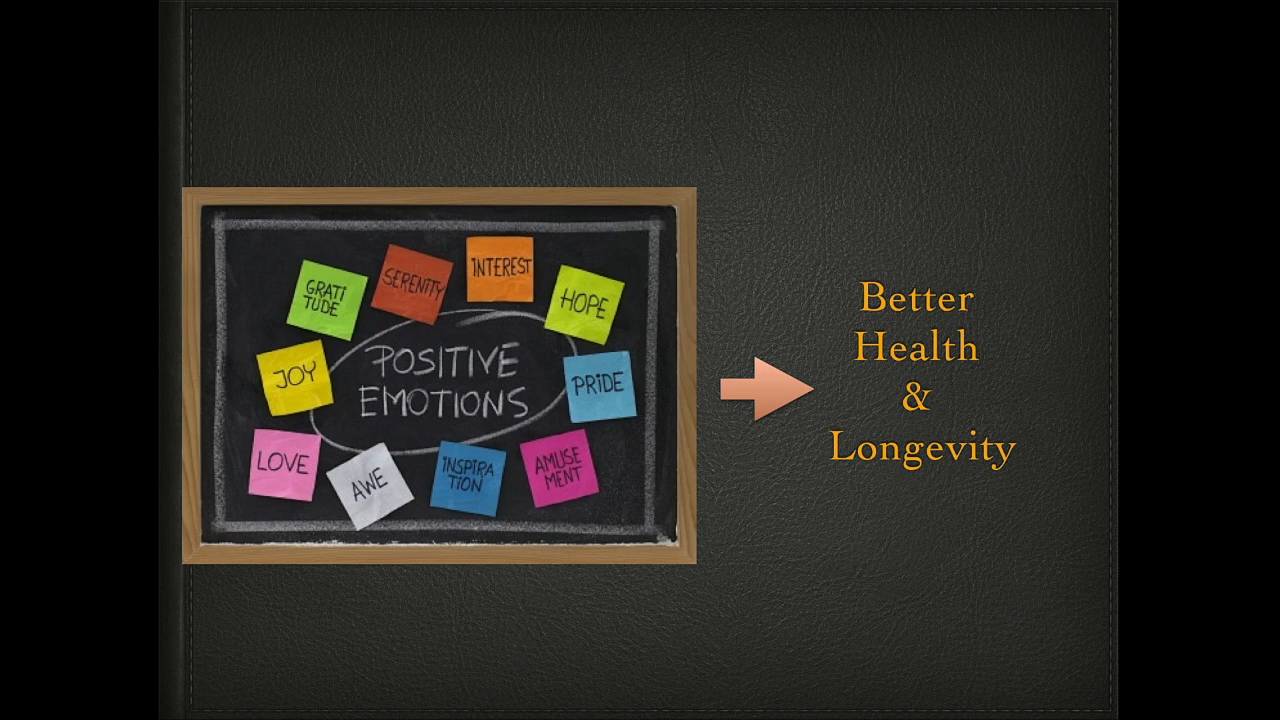 GRATI
TUDE
SERENITY
INTEREST
HOPE
JOY
POSITIVE
EMOTIONS
PRIDE
LOVE
AWE
INSPIRA
TION
AMUSE
MENT
Better
Health
&
Longevity